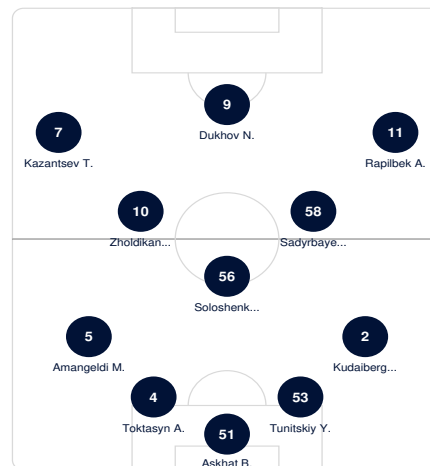 9
Dukhov N.
7
Kazantsev T.
11
Rapilbek A.
10
Zholdikan...
58
Sadyrbaye...
56
Soloshenk...
5
Amangeldi M.
2
Kudaiberg...
4
Toktasyn A.
53
Tunitskiy Y.
51
Askhat B.